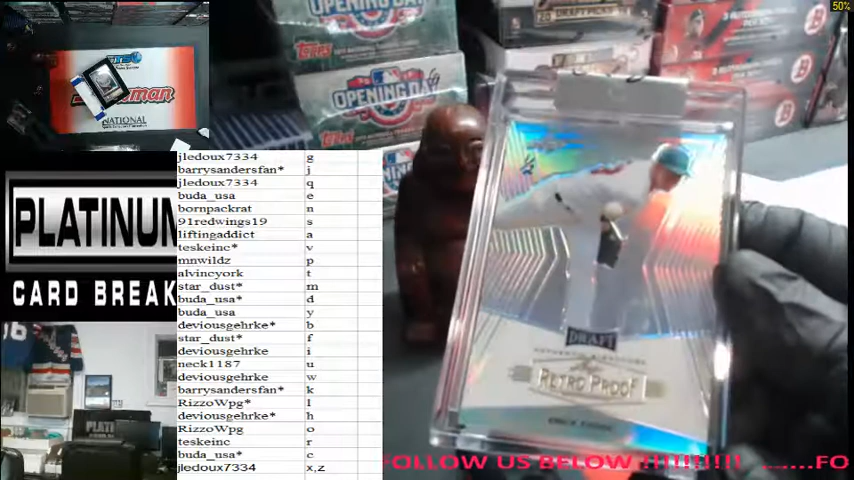 50%
OPENING DAY
Topps
OPENING DAY
Topps
Bowman
NATIONAL
PLATINUM
CARD BREAK
jledoux7334 g
barrysandersfan* j
jledoux7334 q
buda_usa e
bornpackrat n
91redwings19 s
liftingaddict a
teskeinc* v
mnwildz p
alvincyork t
star_dust* m
buda_usa* d
buda_usa y
deviousgehrke* b
star_dust* f
deviousgehrke i
neck1187 u
deviousgehrke w
barrysandersfan* k
RizzoWpg* l
deviousgehrke* h
RizzoWpg o
teskeinc r
buda_usa* c
jledoux7334 x,z
DRAFT
RETRO PROOF
FOLLOW US BELOW !!!!!!!!!! ......FO